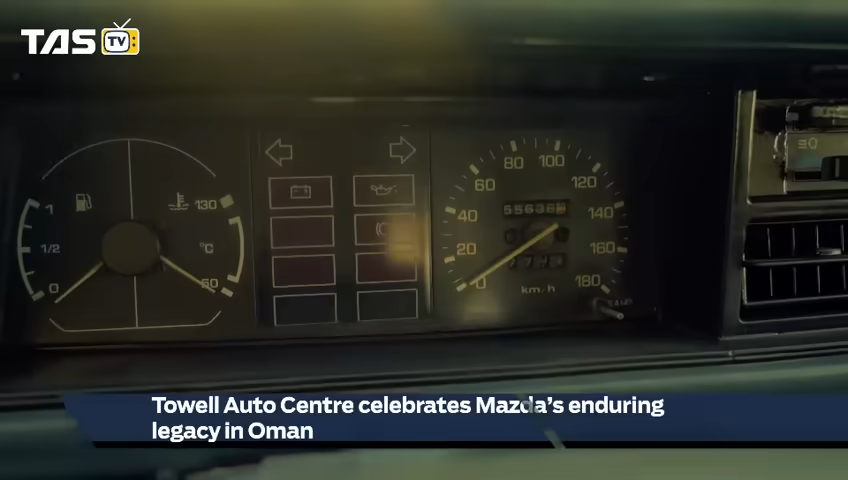 TAS TV
80 100
60 120
1 130
40 55636
140
1/2 °C
20 160
0 50 0 180
km/h
Towell Auto Centre celebrates Mazda's enduring
legacy in Oman